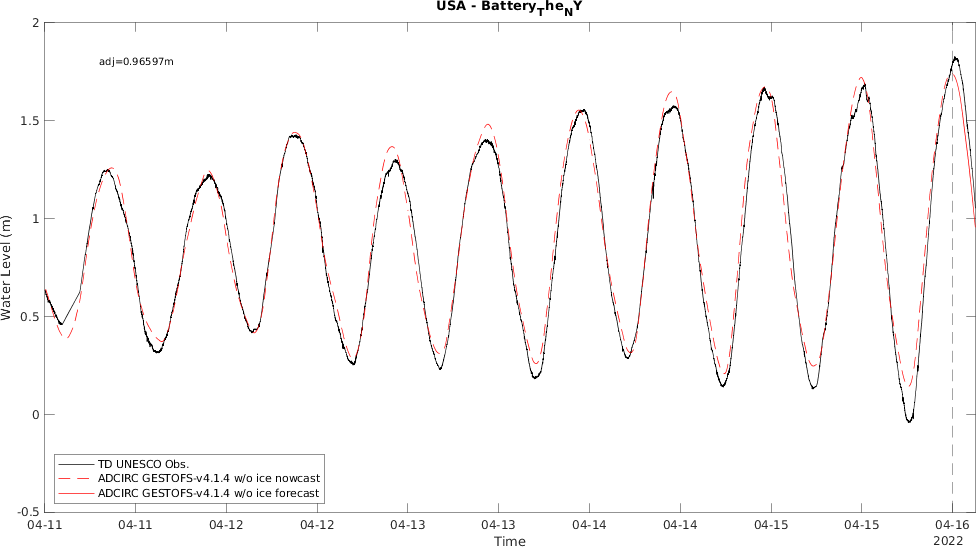 USA - Battery_The_NY
2
adj=0.96597m
1.5
1
Water Level (m)
0.5
0
TD UNESCO Obs.
ADCIRC GESTOFS-v4.1.4 w/o ice nowcast
ADCIRC GESTOFS-v4.1.4 w/o ice forecast
-0.5
04-11 04-11 04-12 04-12 04-13 04-13 04-14 04-14 04-15 04-15 04-16
Time 2022